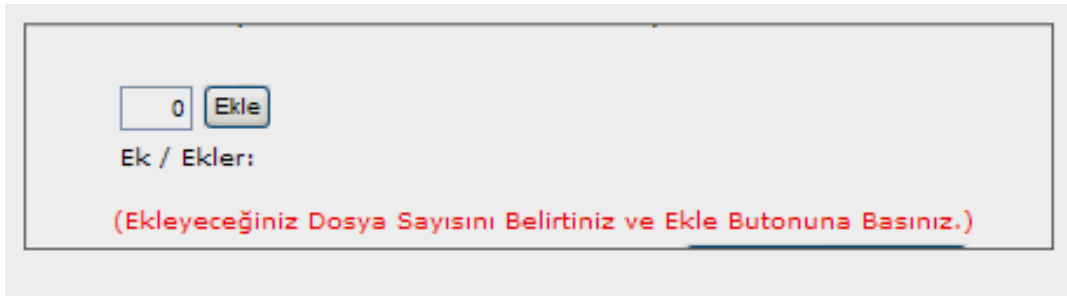 0 Ekle
Ek / Ekler:
(Ekleyeceğiniz Dosya Sayısını Belirtiniz ve Ekle Butonuna Basınız.)